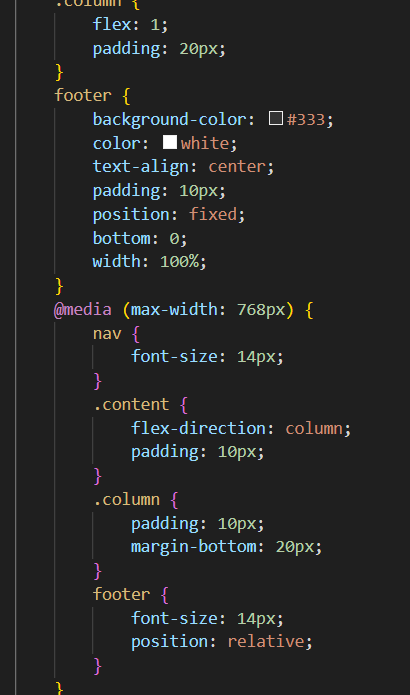 .column {
flex: 1;
padding: 20px;
}
footer {
background-color: #333;
color: white;
text-align: center;
padding: 10px;
position: fixed;
bottom: 0;
width: 100%;
}
@media (max-width: 768px) {
nav {
font-size: 14px;
}
.content {
flex-direction: column;
padding: 10px;
}
.column {
padding: 10px;
margin-bottom: 20px;
}
footer {
font-size: 14px;
position: relative;
}
}